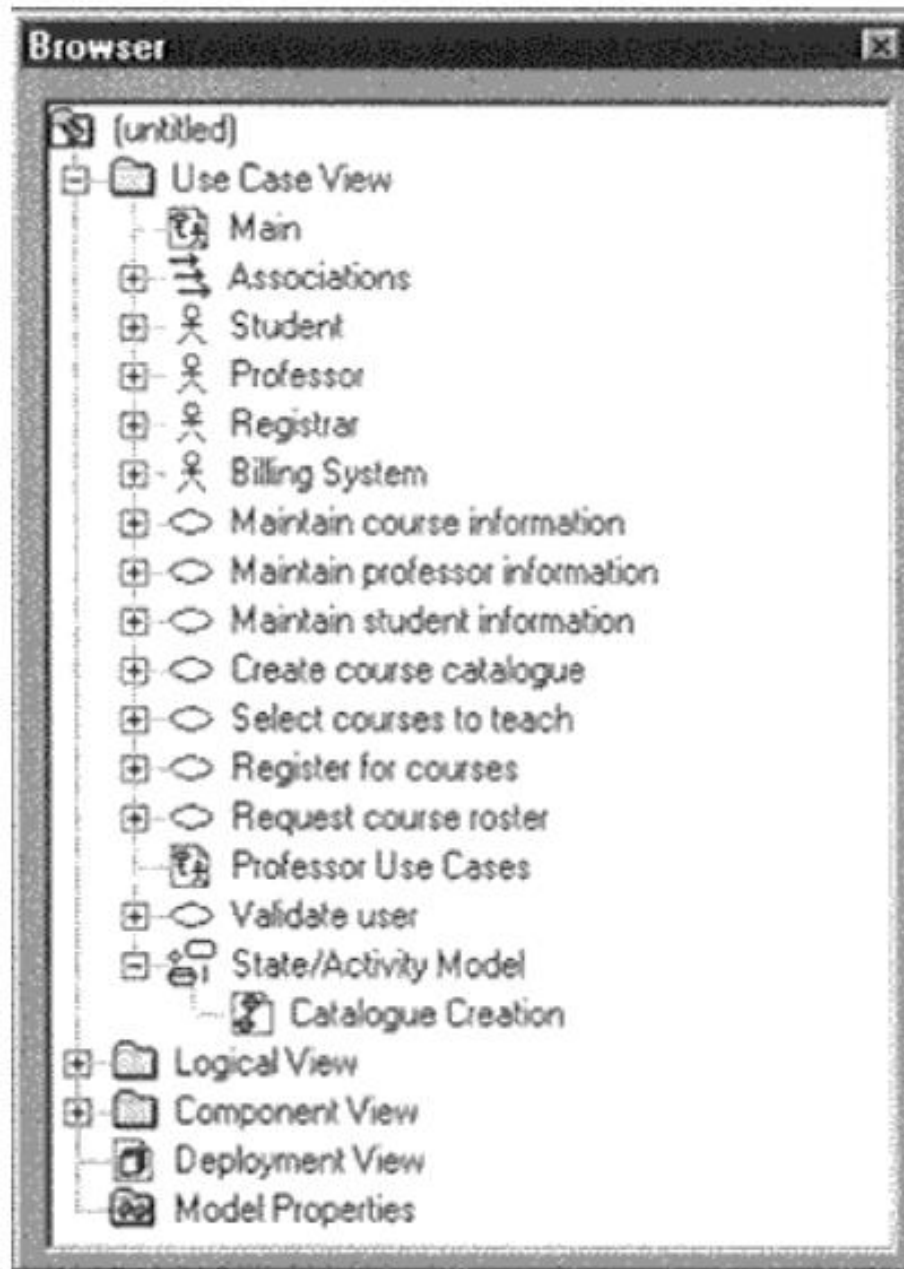 Browser
(untitled)
Use Case View
Main
Associations
Student
Professor
Registrar
Billing System
Maintain course information
Maintain professor information
Maintain student information
Create course catalogue
Select courses to teach
Register for courses
Request course roster
Professor Use Cases
Validate user
State/Activity Model
Catalogue Creation
Logical View
Component View
Deployment View
Model Properties